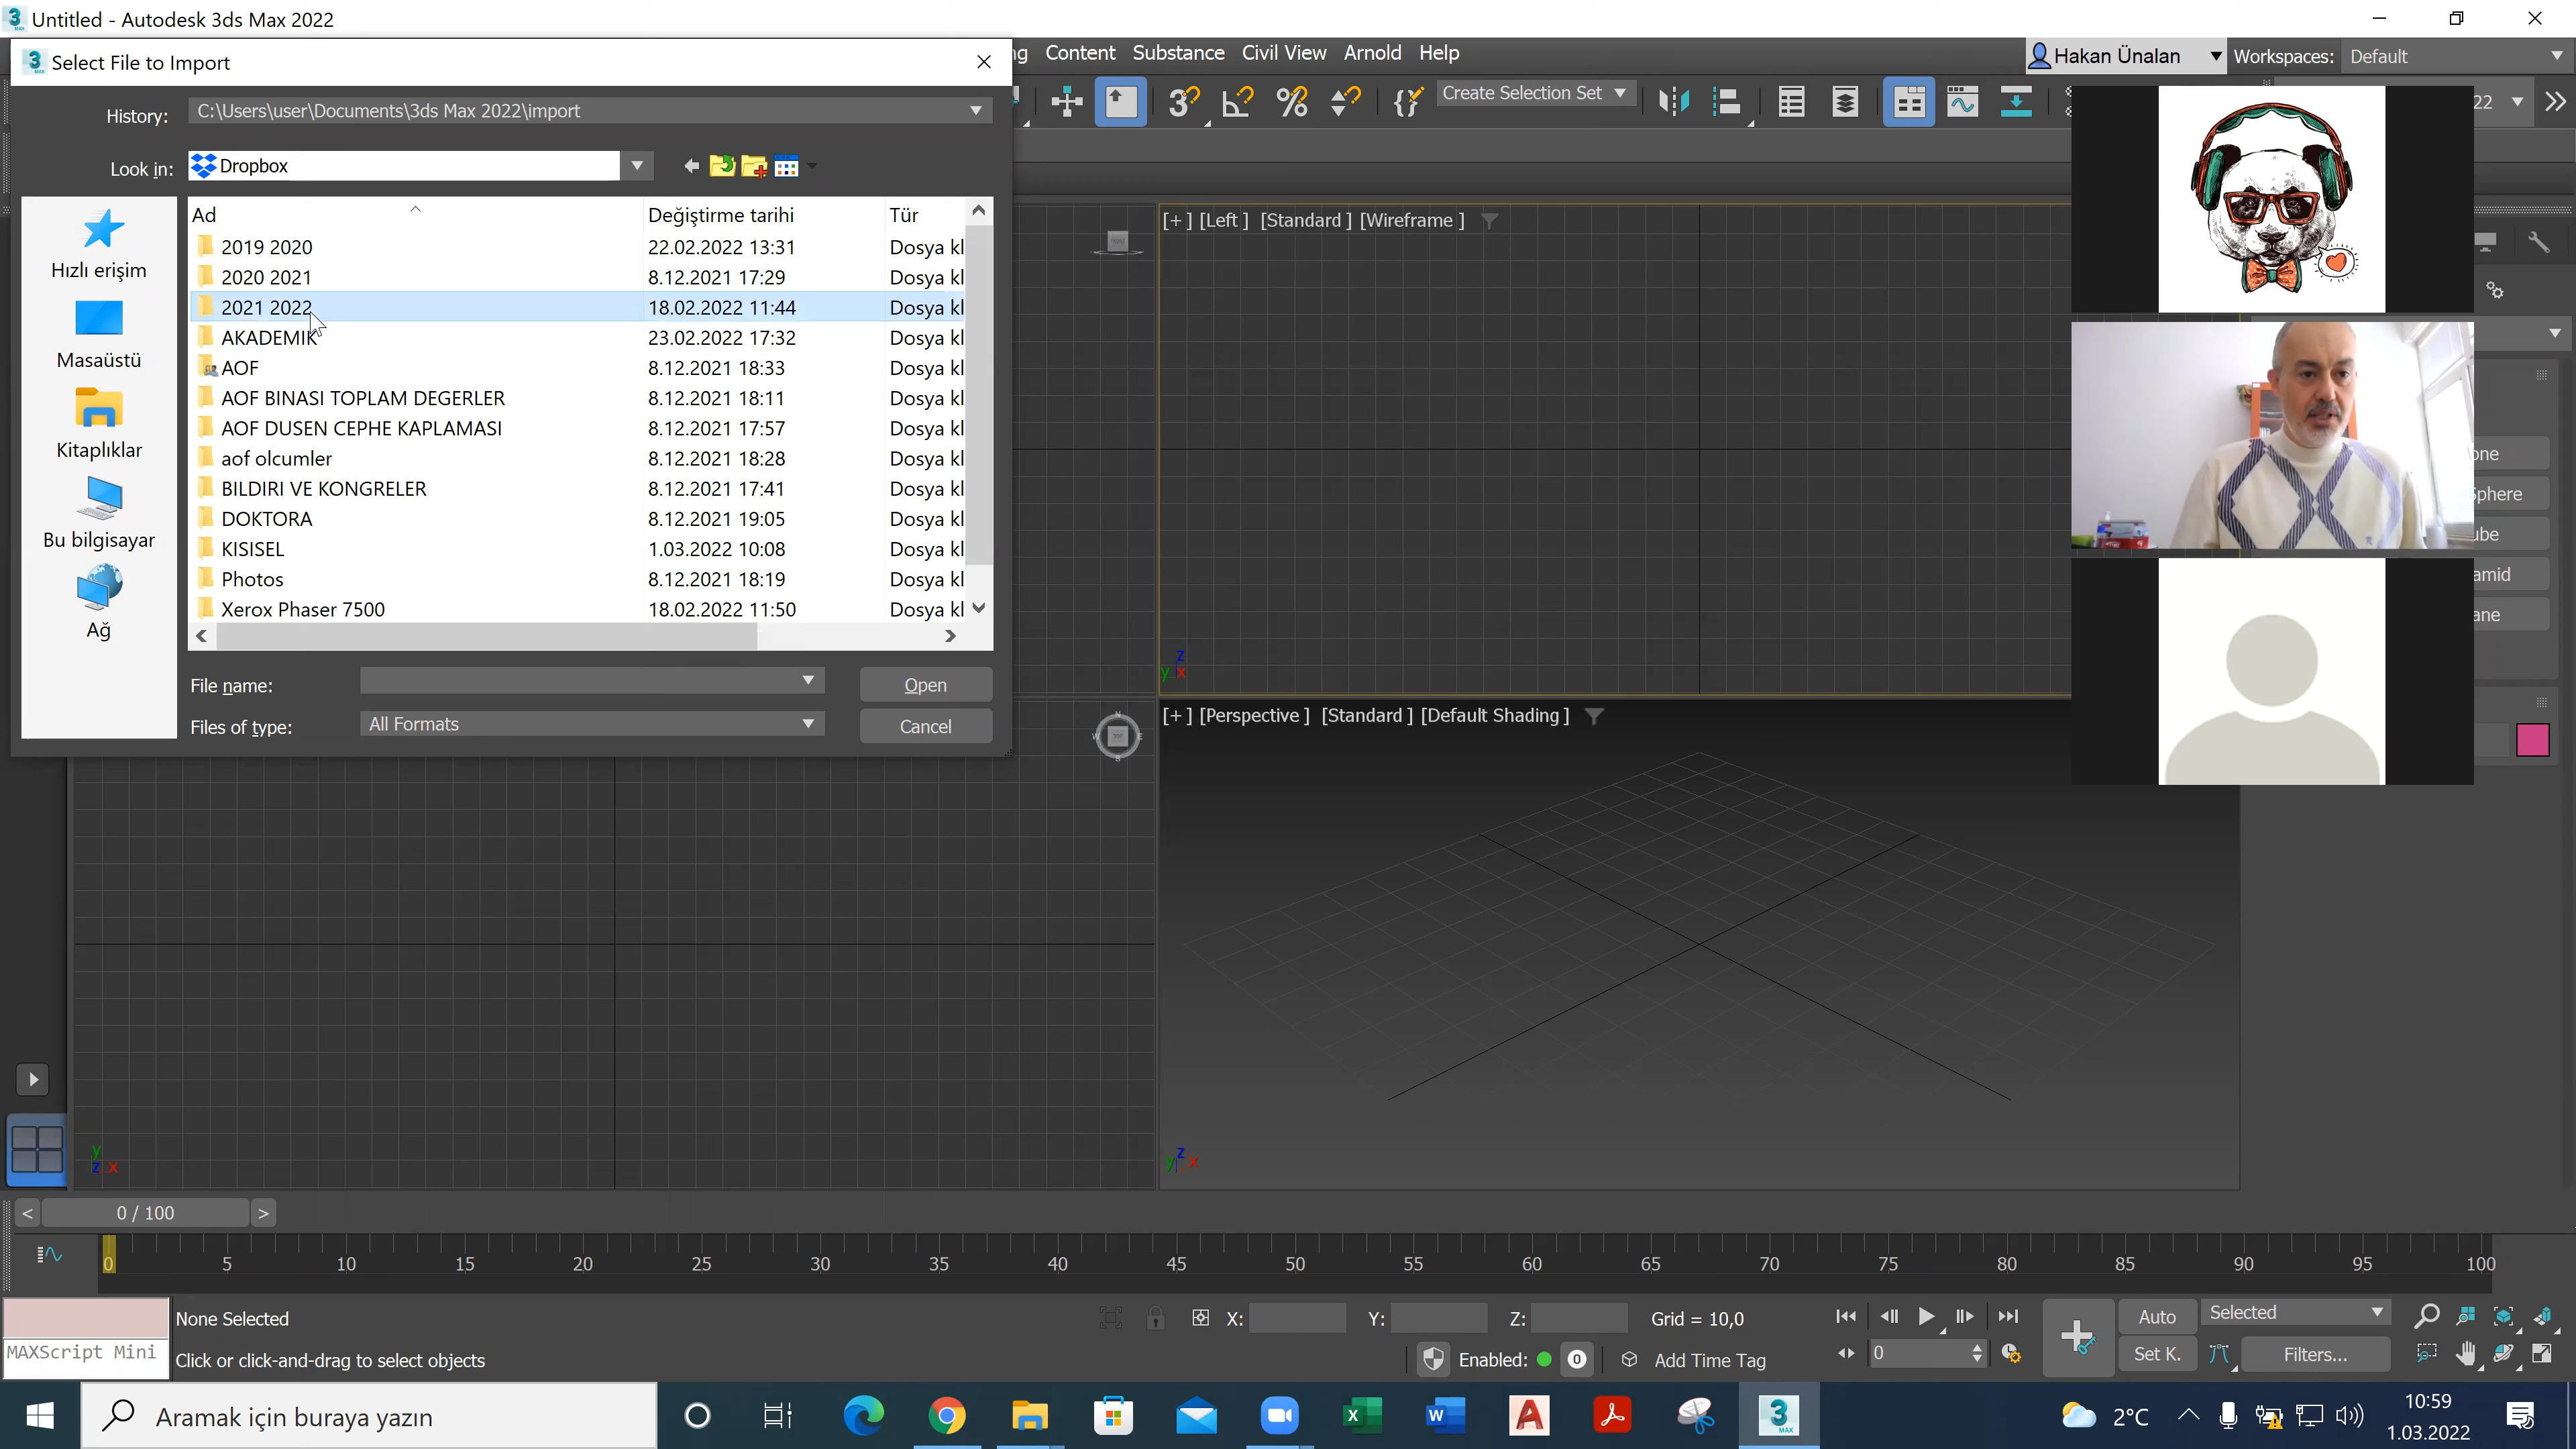 Untitled - Autodesk 3ds Max 2022
Select File to Import
ng Content Substance Civil View Arnold Help
Hakan Ünalan
Workspaces: Default
History: C:\Users\user\Documents\3ds Max 2022\import
Create Selection Set
22
Look in: Dropbox
Hızlı erişim
Masaüstü
Kitaplıklar
Bu bilgisayar
Ağ
Ad Değiştirme tarihi Tür
2019 2020 22.02.2022 13:31 Dosya kl
2020 2021 8.12.2021 17:29 Dosya kl
2021 2022 18.02.2022 11:44 Dosya kl
AKADEMIK 23.02.2022 17:32 Dosya kl
AOF 8.12.2021 18:33 Dosya kl
AOF BINASI TOPLAM DEGERLER 8.12.2021 18:11 Dosya kl
AOF DUSEN CEPHE KAPLAMASI 8.12.2021 17:57 Dosya kl
aof olcumler 8.12.2021 18:28 Dosya kl
BILDIRI VE KONGRELER 8.12.2021 17:41 Dosya kl
DOKTORA 8.12.2021 19:05 Dosya kl
KISISEL 1.03.2022 10:08 Dosya kl
Photos 8.12.2021 18:19 Dosya kl
Xerox Phaser 7500 18.02.2022 11:50 Dosya kl
File name:
Open
Files of type: All Formats
Cancel
[+] [Left ] [Standard ] [Wireframe ]
z
y x
[+] [Perspective ] [Standard ] [Default Shading ]
one
phere
ube
amid
ane
N
W E
S
y
z x
z
y x
< 0 / 100 >
0 5 10 15 20 25 30 35 40 45 50 55 60 65 70 75 80 85 90 95 100
None Selected
X: Y: Z: Grid = 10,0
Auto Selected
MAXScript Mini
Click or click-and-drag to select objects
Enabled: 0 Add Time Tag
0
Set K. Filters...
Aramak için buraya yazın
2°C
10:59
1.03.2022